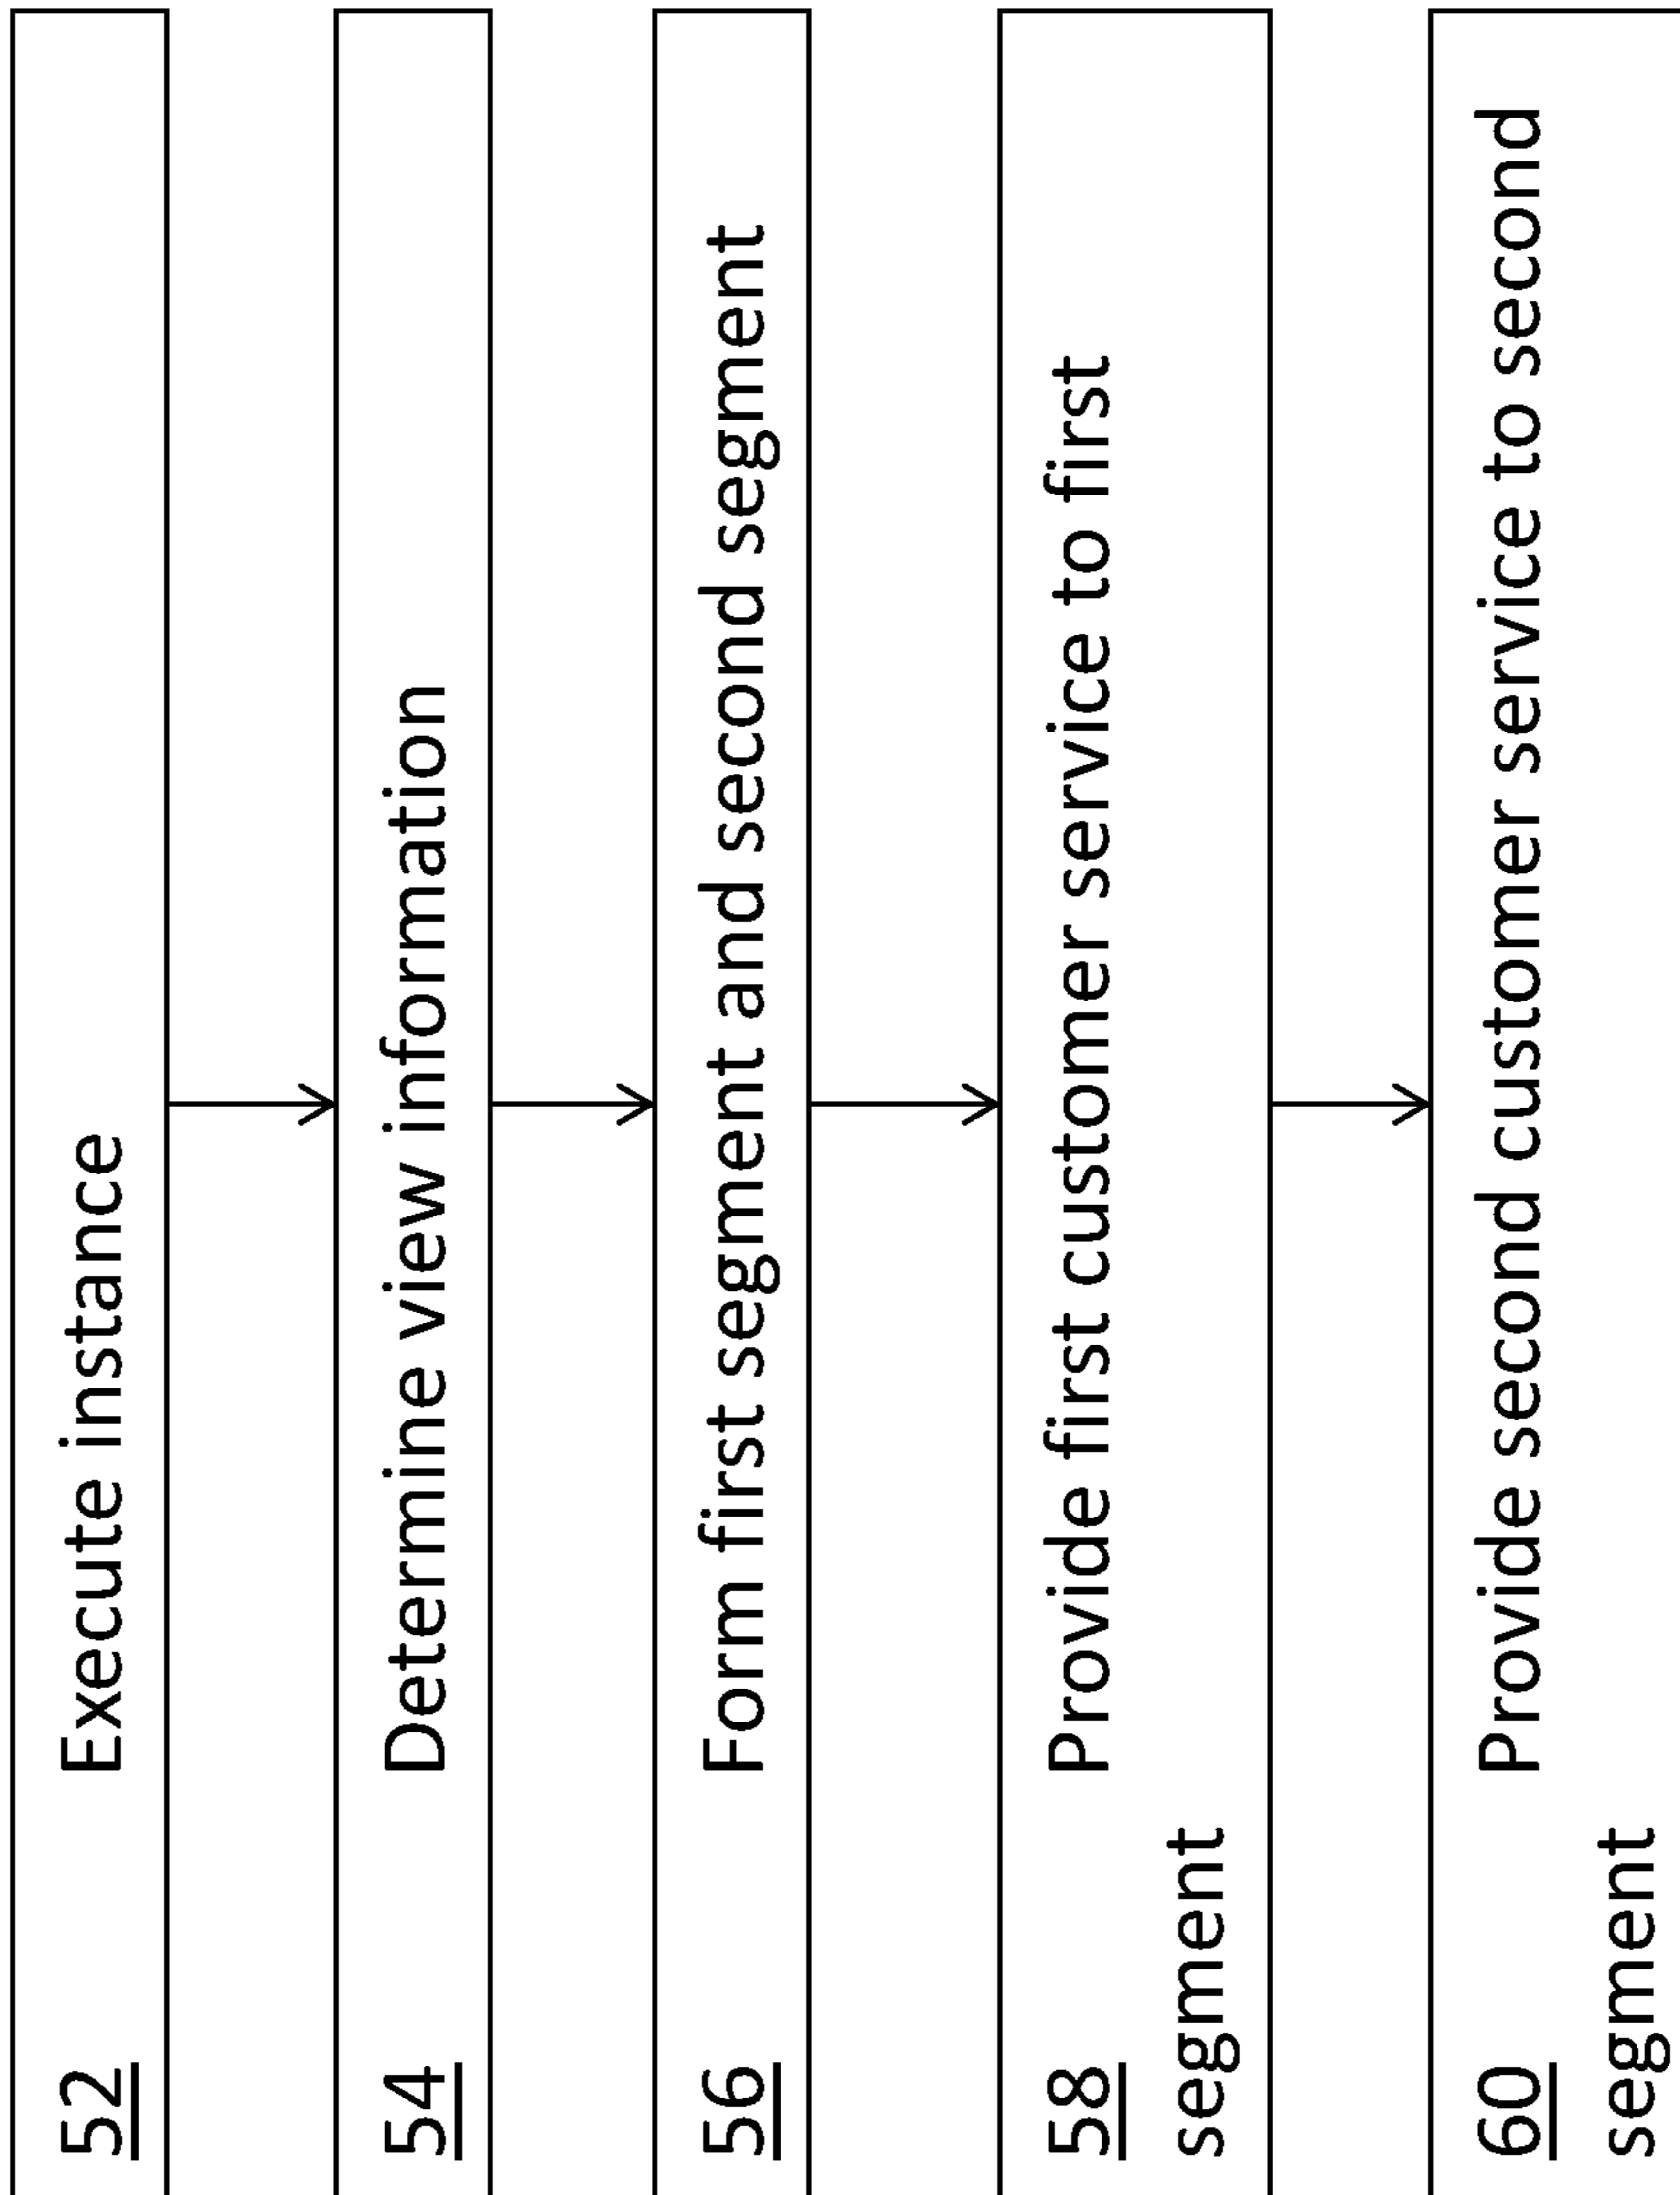 52 Execute instance
54 Determine view information
56 Form first segment and second segment
58 Provide first customer service to first
segment
60 Provide second customer service to second
segment